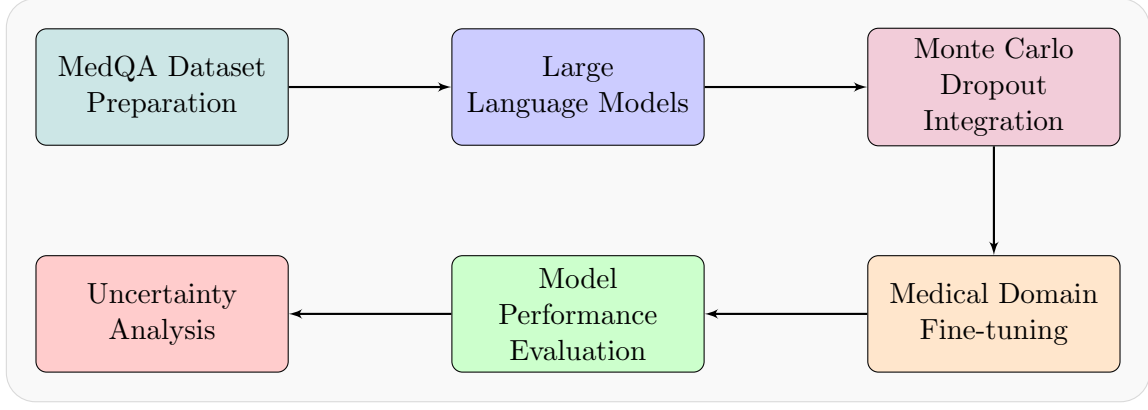 MedQA Dataset
Preparation
Large
Language Models
Monte Carlo
Dropout
Integration
Medical Domain
Fine-tuning
Model
Performance
Evaluation
Uncertainty
Analysis